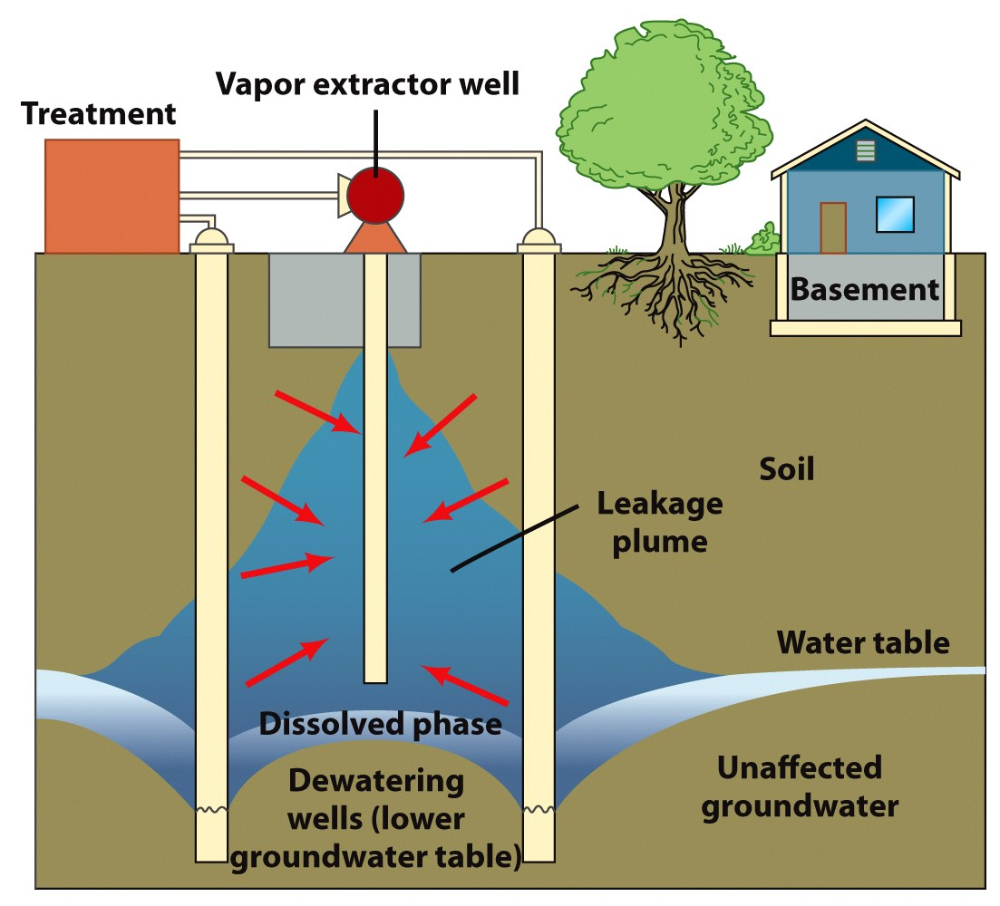 Vapor extractor well
Treatment
Basement
Soil
Leakage
plume
Water table
Dissolved phase
Dewatering
wells (lower
groundwater table)
Unaffected
groundwater